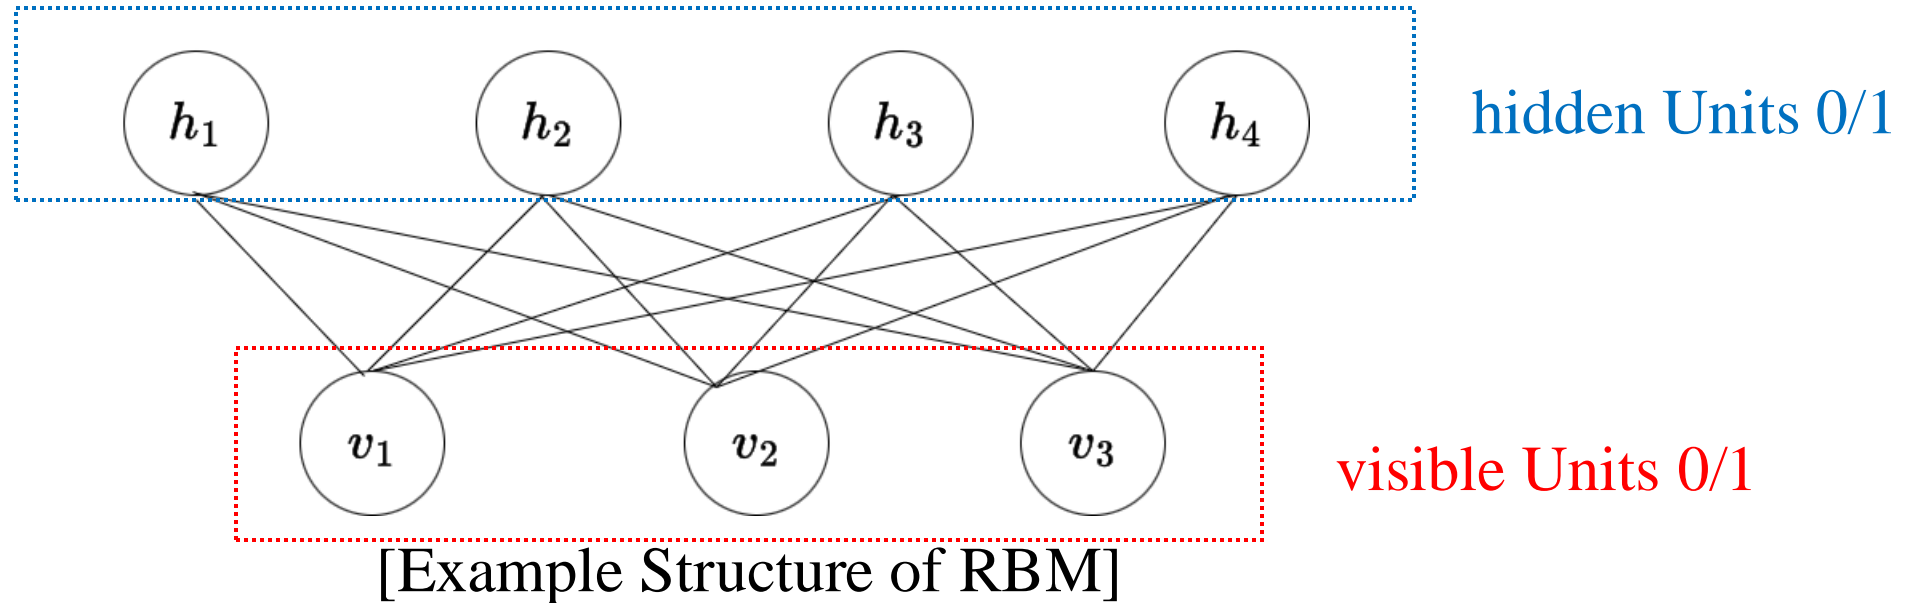 h₁ h₂ h₃ h₄ hidden Units 0/1
v₁ v₂ v₃ visible Units 0/1
[Example Structure of RBM]